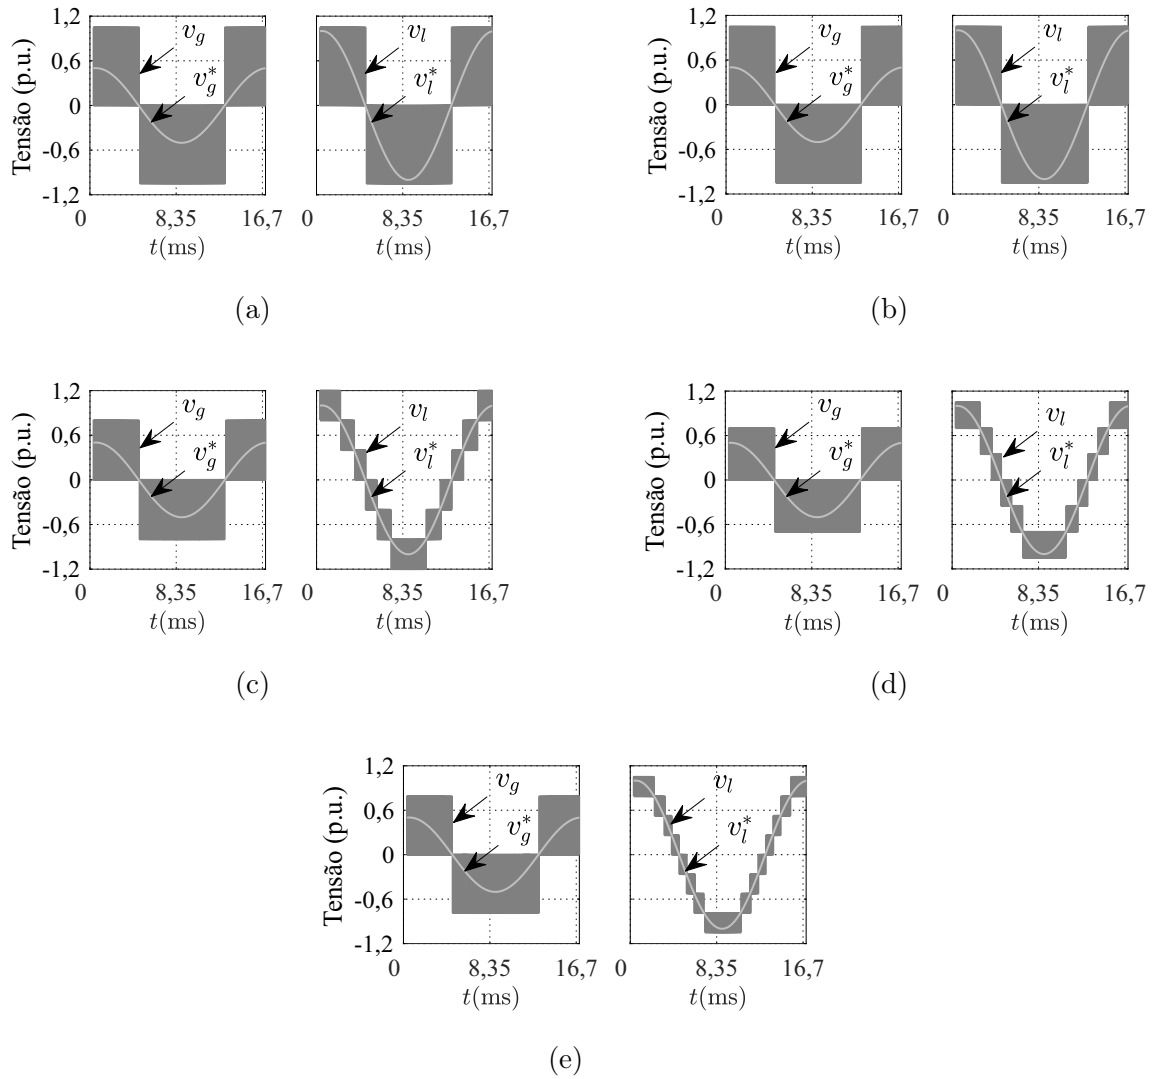 1,2
0,6
0
-0,6
-1,2
Tensão (p.u.)
v_g
v_g^*
0
8,35
16,7
t(ms)
v_l
v_l^*
0
8,35
16,7
t(ms)
(a)
1,2
0,6
0
-0,6
-1,2
Tensão (p.u.)
v_g
v_g^*
0
8,35
16,7
t(ms)
v_l
v_l^*
0
8,35
16,7
t(ms)
(b)
1,2
0,6
0
-0,6
-1,2
Tensão (p.u.)
v_g
v_g^*
0
8,35
16,7
t(ms)
v_l
v_l^*
0
8,35
16,7
t(ms)
(c)
1,2
0,6
0
-0,6
-1,2
Tensão (p.u.)
v_g
v_g^*
0
8,35
16,7
t(ms)
v_l
v_l^*
0
8,35
16,7
t(ms)
(d)
1,2
0,6
0
-0,6
-1,2
Tensão (p.u.)
v_g
v_g^*
0
8,35
16,7
t(ms)
v_l
v_l^*
0
8,35
16,7
t(ms)
(e)